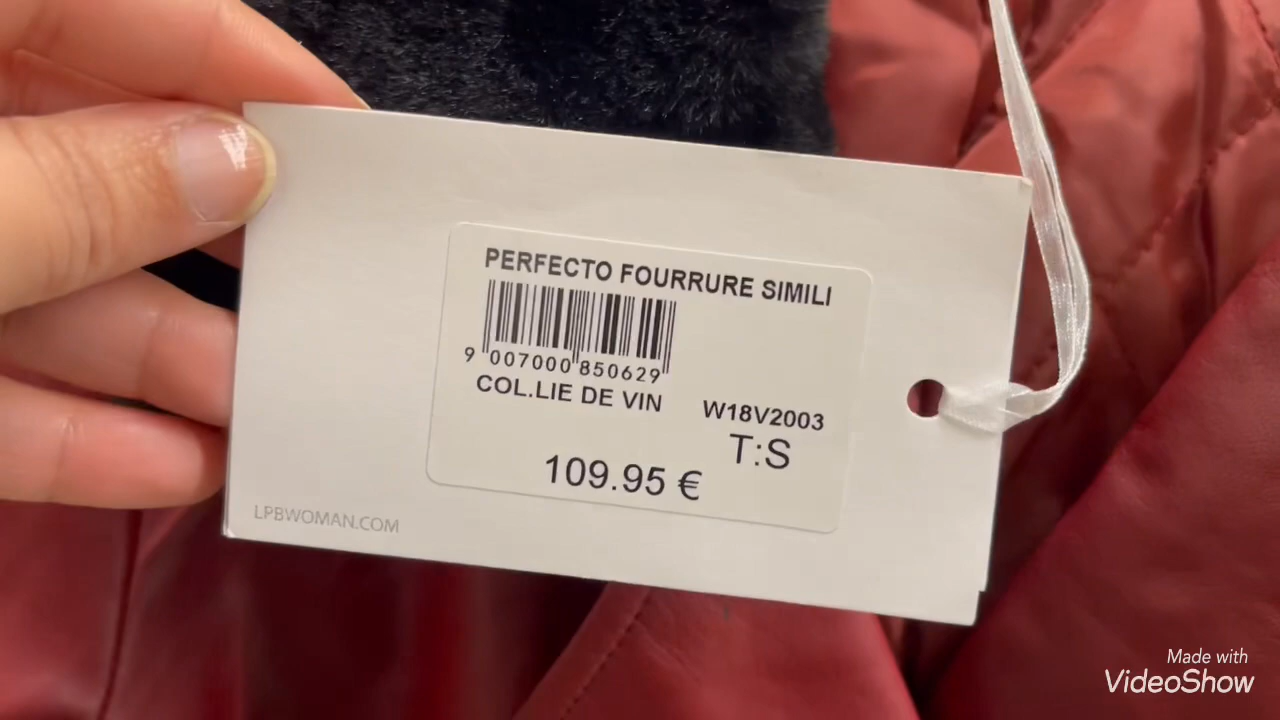 PERFECTO FOURRURE SIMILI
9 007000 850629
COL.LIE DE VIN
W18V2003
T:S
109.95 €
LPBWOMAN.COM
Made with
VideoShow